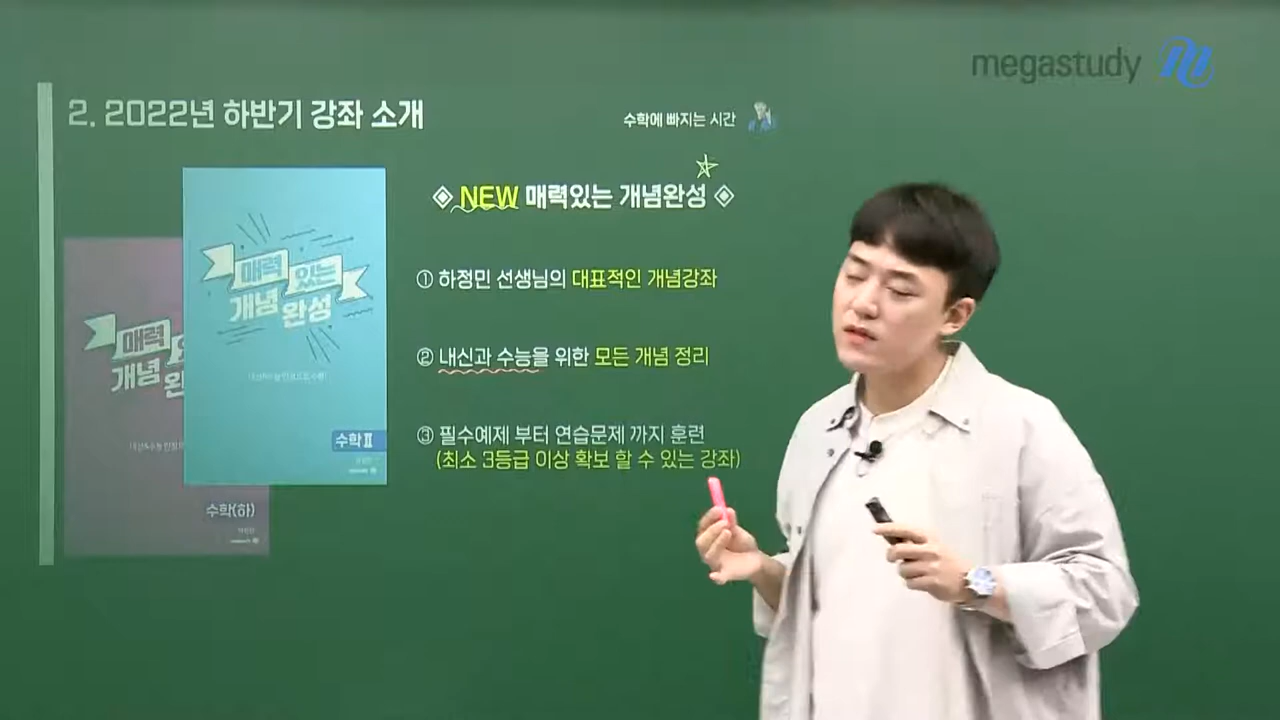 megastudy
2. 2022년 하반기 강좌 소개
수학에 빠지는 시간
NEW 매력있는 개념완성
① 하정민 선생님의 대표적인 개념강좌
② 내신과 수능을 위한 모든 개념 정리
③ 필수예제 부터 연습문제 까지 훈련
(최소 3등급 이상 확보 할 수 있는 강좌)
매력 있는
개념 완성
수학Ⅱ
매력
개념 완
수학(하)